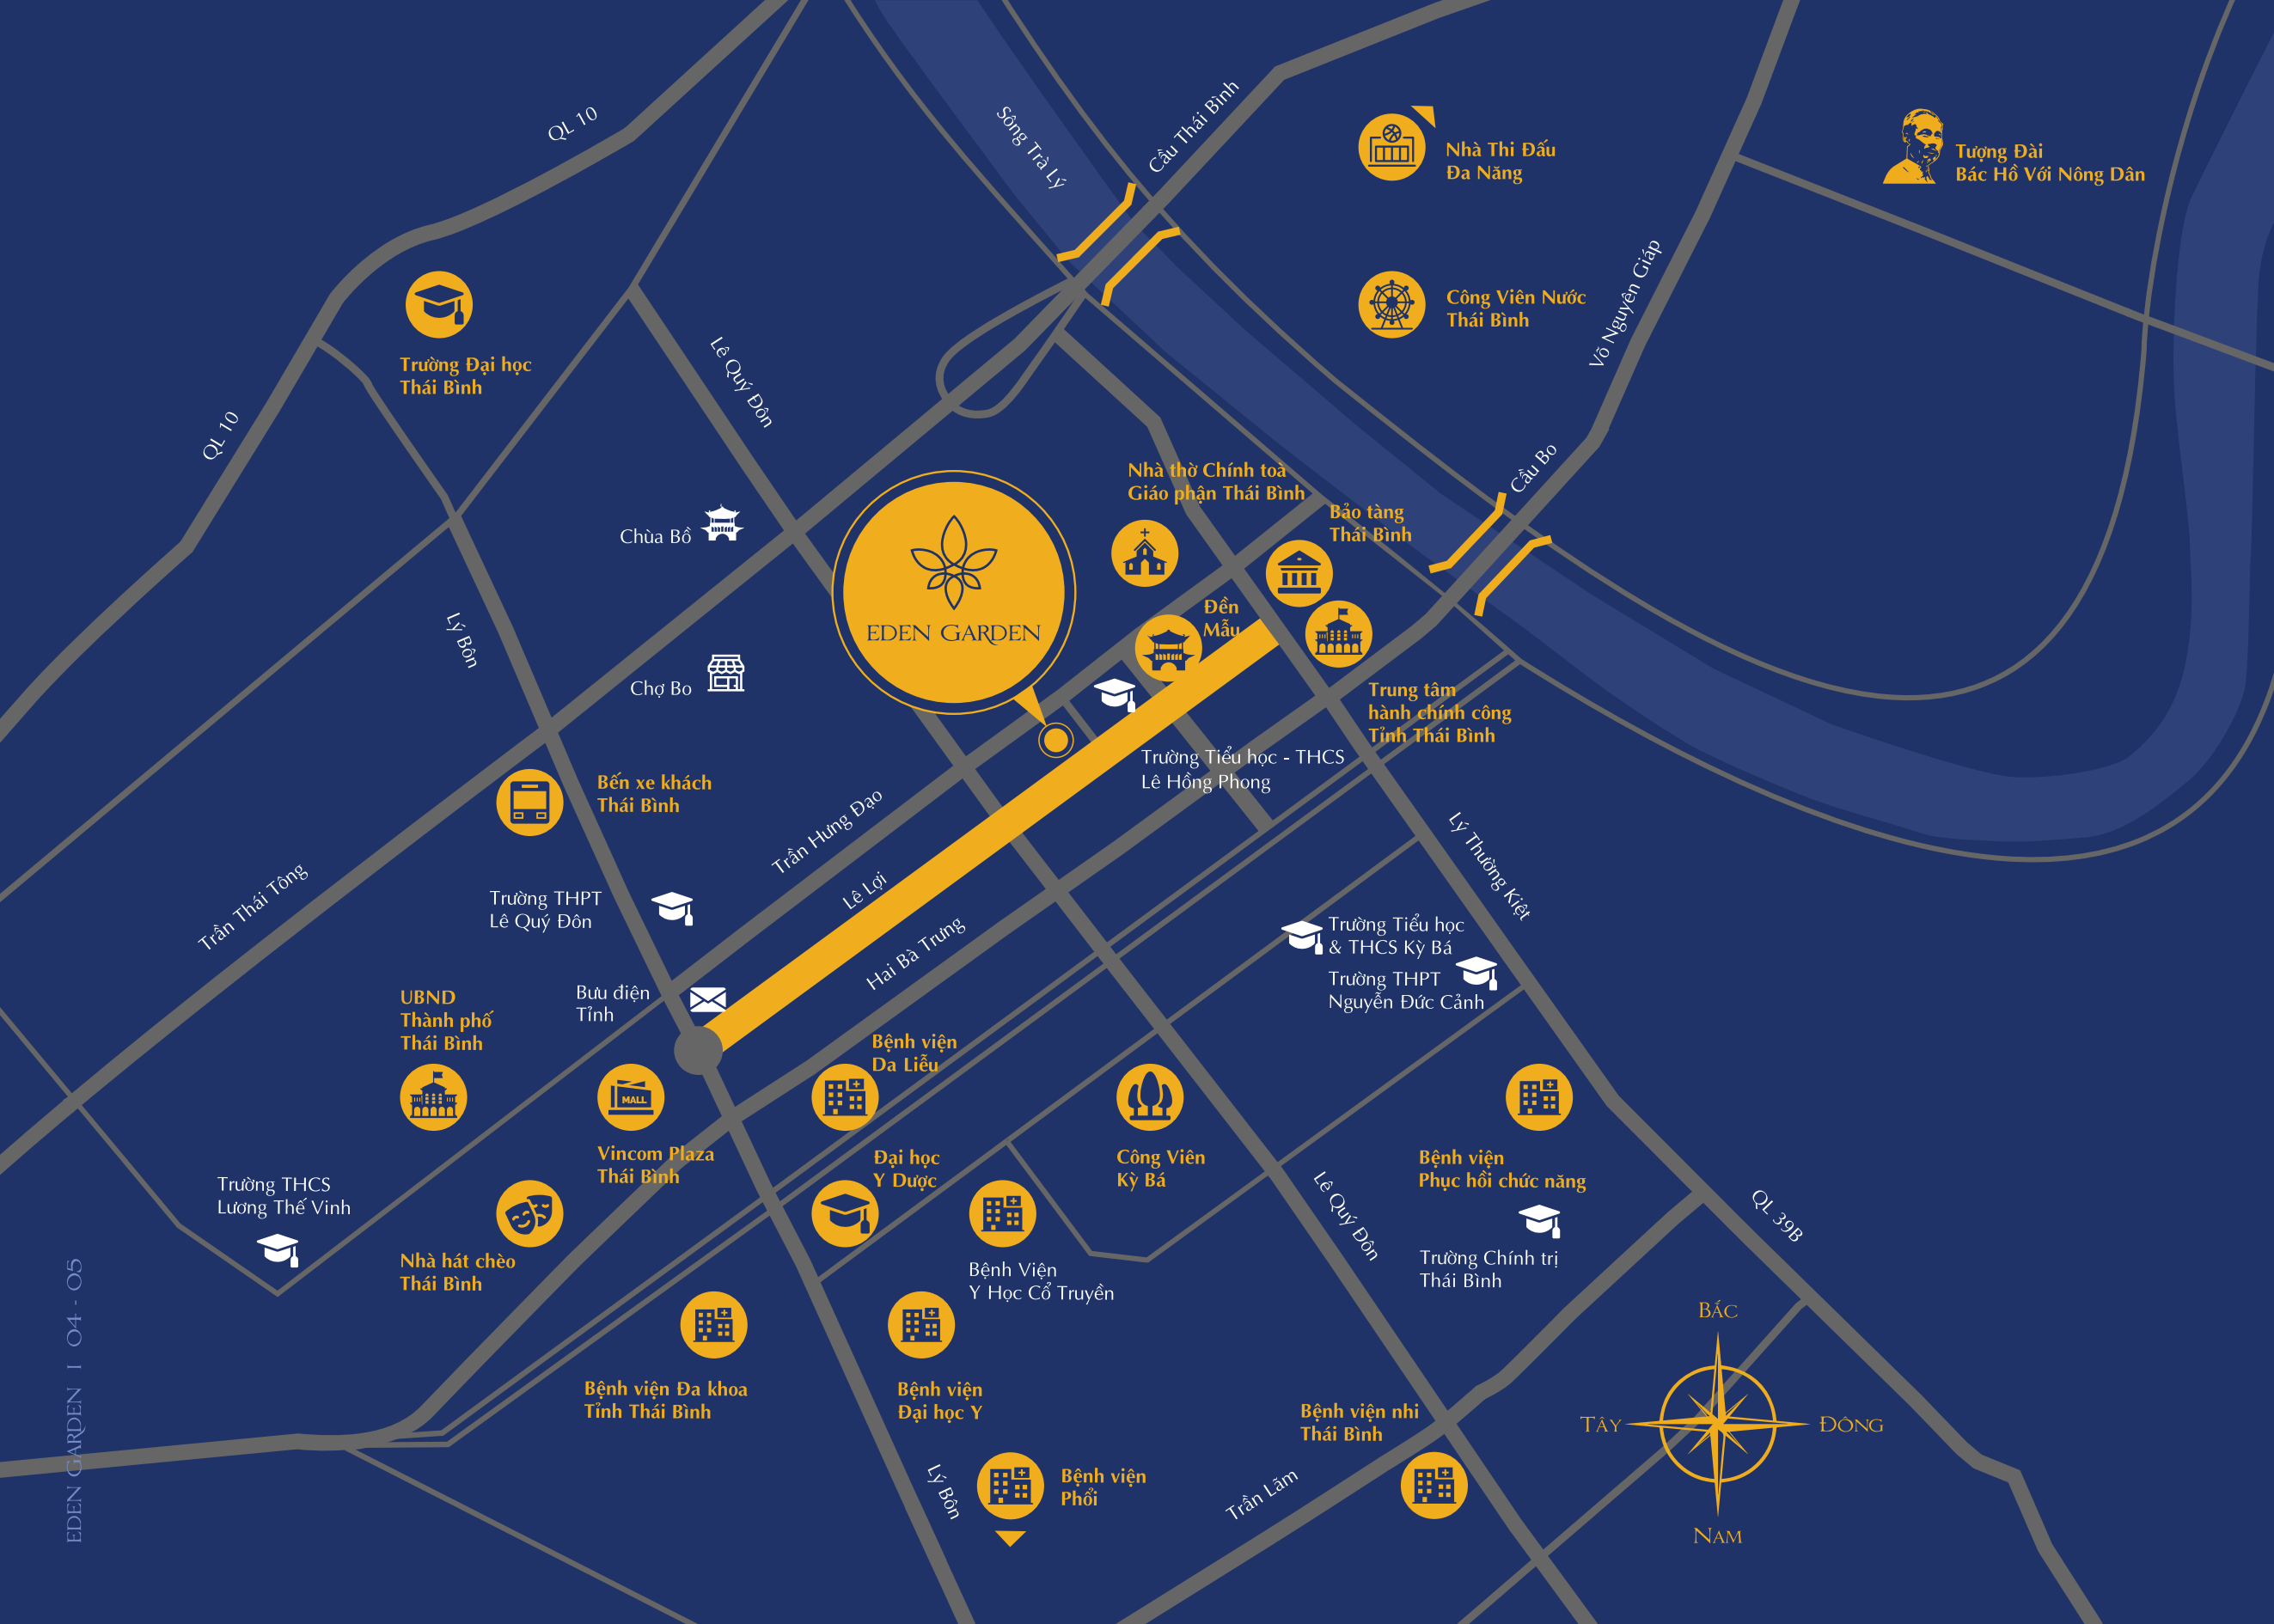 QL 10
Sông Trà Lý
Cầu Thái Bình
Nhà Thi Đấu
Đa Năng
Tượng Đài
Bác Hồ Với Nông Dân
Công Viên Nước
Thái Bình
Võ Nguyên Giáp
Trường Đại học
Thái Bình
Lê Quý Đôn
QL 10
Cầu Bo
Nhà thờ Chính toà
Giáo phận Thái Bình
Bảo tàng
Thái Bình
Chùa Bồ
EDEN GARDEN
Đền
Mẫu
Lý Bôn
Chợ Bo
Trung tâm
hành chính công
Tỉnh Thái Bình
Trường Tiểu học - THCS
Lê Hồng Phong
Bến xe khách
Thái Bình
Trần Hưng Đạo
Lý Thường Kiệt
Trần Thái Tông
Lê Lợi
Trường THPT
Lê Quý Đôn
Hai Bà Trưng
Trường Tiểu học
& THCS Kỳ Bá
Trường THPT
Nguyễn Đức Cảnh
UBND
Thành phố
Thái Bình
Bưu điện
Tỉnh
Bệnh viện
Da Liễu
MALL
Vincom Plaza
Thái Bình
Đại học
Y Dược
Công Viên
Kỳ Bá
Bệnh viện
Phục hồi chức năng
Trường THCS
Lương Thế Vinh
Lê Quý Đôn
QL 39B
Nhà hát chèo
Thái Bình
Bệnh Viện
Y Học Cổ Truyền
Trường Chính trị
Thái Bình
Bệnh viện Đa khoa
Tỉnh Thái Bình
Bệnh viện
Đại học Y
Bệnh viện nhi
Thái Bình
Lý Bôn
Bệnh viện
Phổi
Trần Lãm
BẮC
TÂY
ĐÔNG
NAM
EDEN GARDEN I 04 - 05